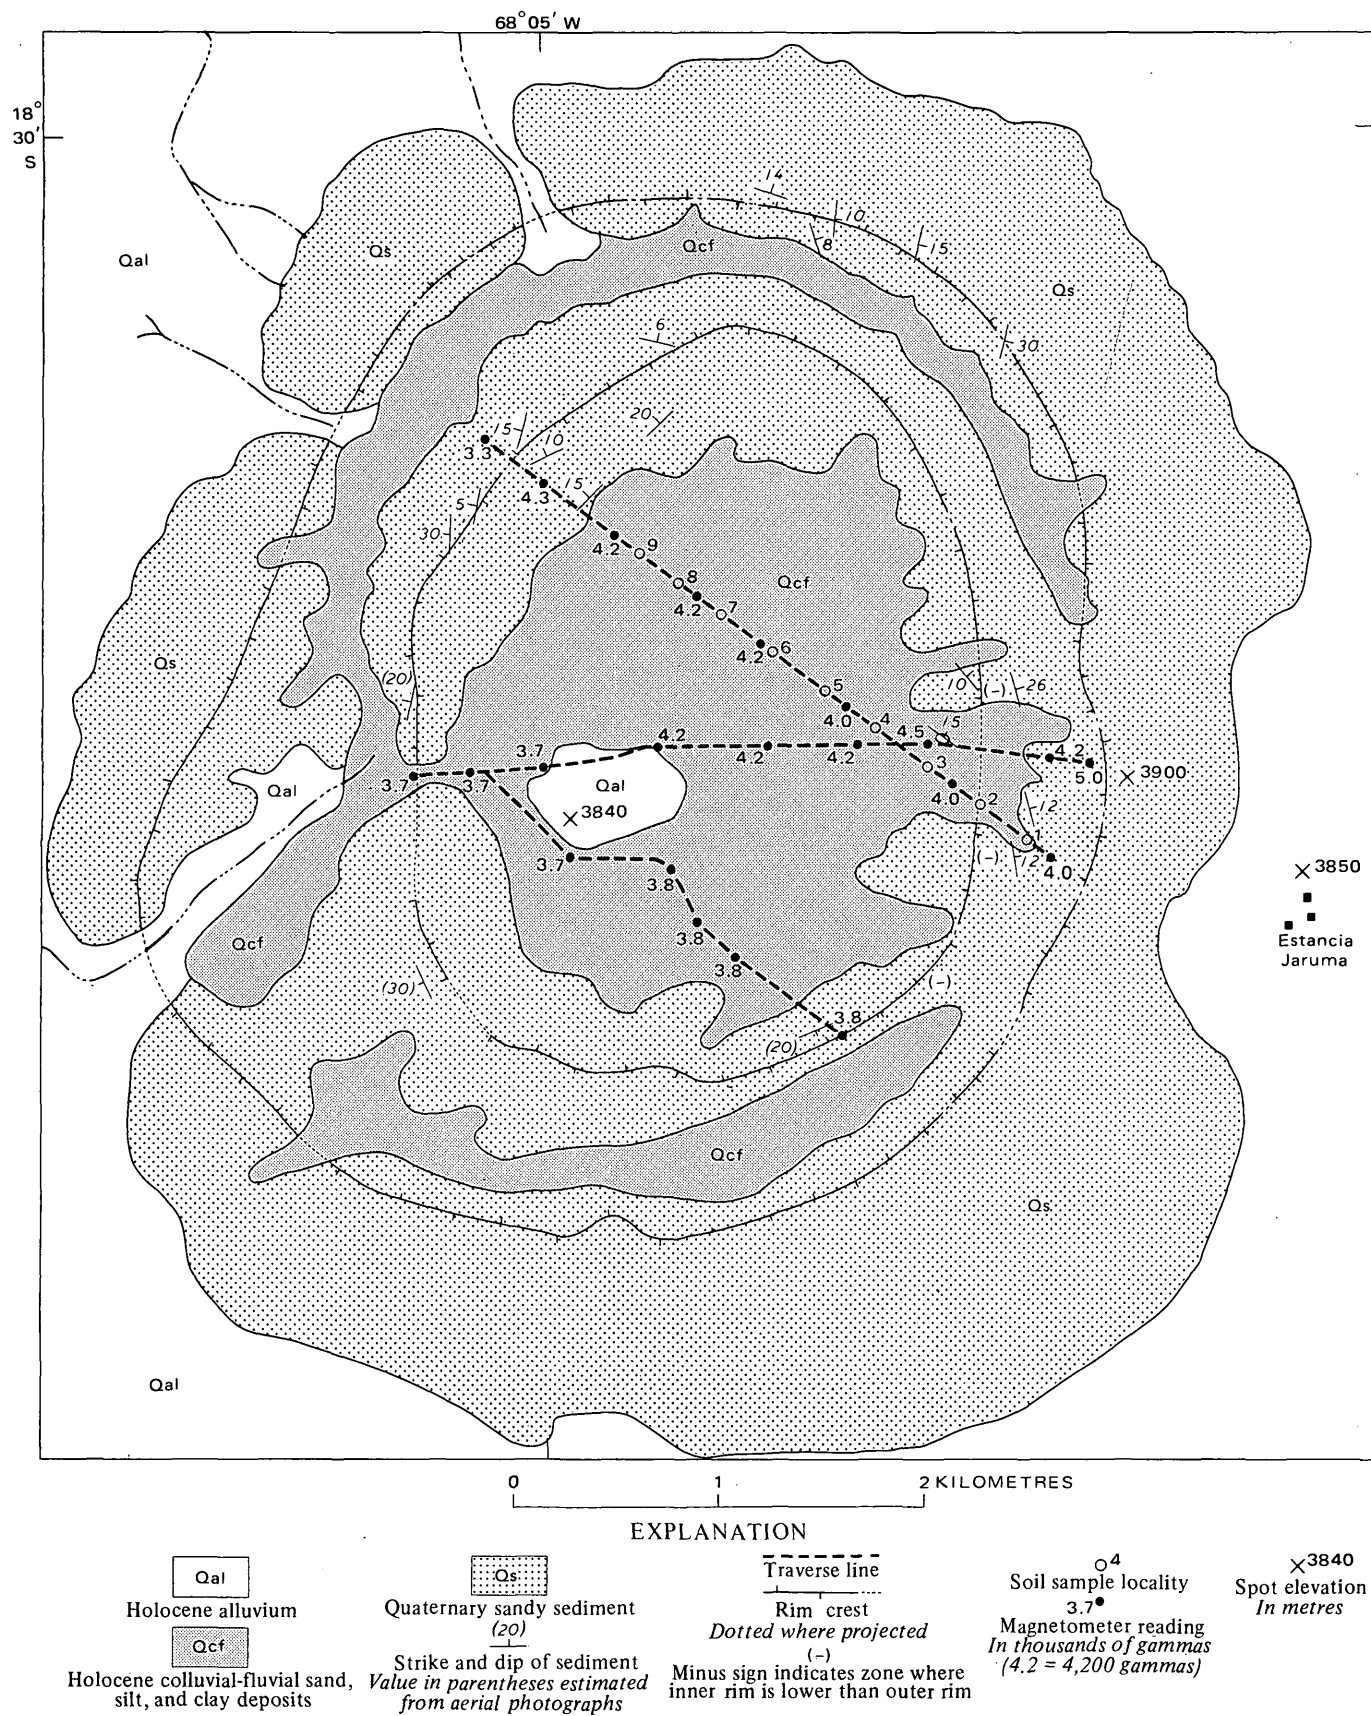 68°05' W
18°
30'
S
14
10
15
8
Qcf
Qs
Qal
Qs
30
6
20
15
10
3.3
15
4.3
5
30
4.2
9
8
Qcf
4.2
7
4.2
6
Qs
(20)
10
(-)
26
5
4.0
4
4.5
15
4.2
3.7
4.2
4.2
4.2
5.0
3900
3.7
3.7
Qal
Qal
3840
3
4.0
2
12
1
(-)
12
4.0
3.7
3.8
3850
Estancia
Jaruma
3.8
3.8
Qcf
(30)
(-)
3.8
(20)
Qcf
Qs
Qal
0 1 2 KILOMETRES
EXPLANATION
Qal
Holocene alluvium
Qcf
Holocene colluvial-fluvial sand,
silt, and clay deposits
Qs
Quaternary sandy sediment
(20)
Strike and dip of sediment
Value in parentheses estimated
from aerial photographs
Traverse line
Rim crest
Dotted where projected
(-)
Minus sign indicates zone where
inner rim is lower than outer rim
4
Soil sample locality
3.7
Magnetometer reading
In thousands of gammas
(4.2 = 4,200 gammas)
3840
Spot elevation
In metres